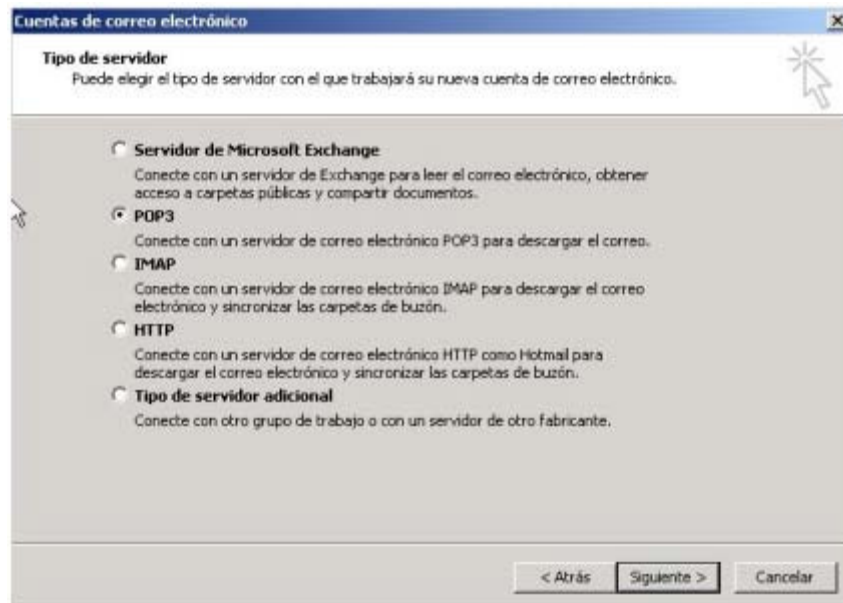 Cuentas de correo electrónico
Tipo de servidor
Puede elegir el tipo de servidor con el que trabajará su nueva cuenta de correo electrónico.
Servidor de Microsoft Exchange
Conecte con un servidor de Exchange para leer el correo electrónico, obtener
acceso a carpetas públicas y compartir documentos.
POP3
Conecte con un servidor de correo electrónico POP3 para descargar el correo.
IMAP
Conecte con un servidor de correo electrónico IMAP para descargar el correo
electrónico y sincronizar las carpetas de buzón.
HTTP
Conecte con un servidor de correo electrónico HTTP como Hotmail para
descargar el correo electrónico y sincronizar las carpetas de buzón.
Tipo de servidor adicional
Conecte con otro grupo de trabajo o con un servidor de otro fabricante.
< Atrás
Siguiente >
Cancelar